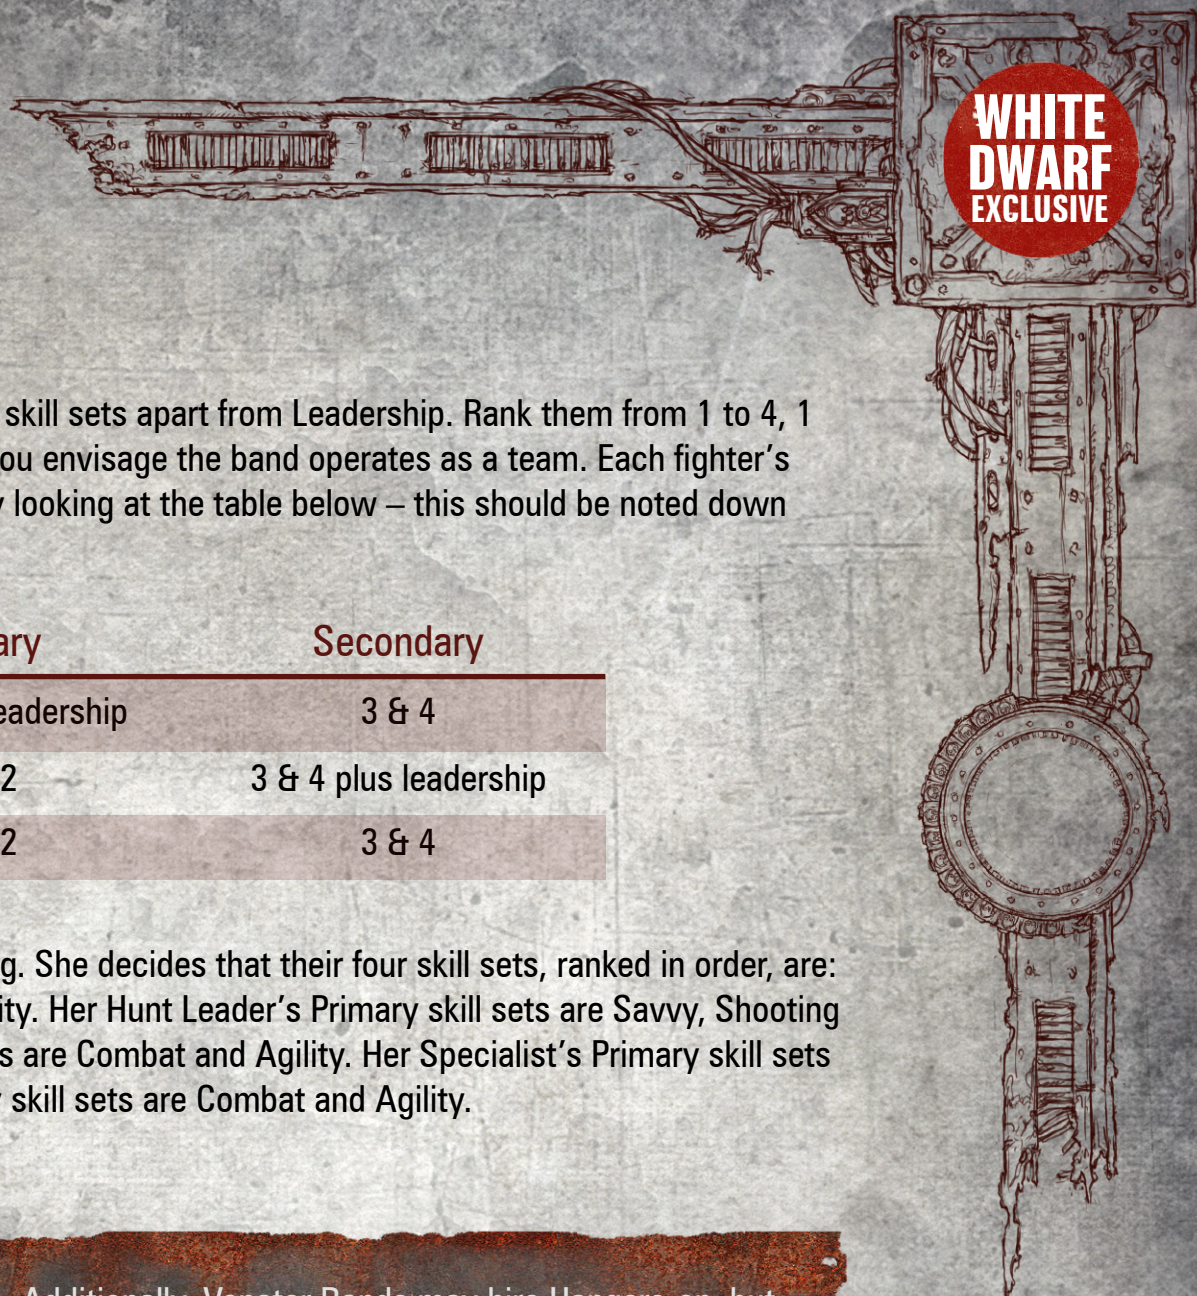 WHITE
DWARF
EXCLUSIVE
skill sets apart from Leadership. Rank them from 1 to 4, 1
ou envisage the band operates as a team. Each fighter’s
looking at the table below – this should be noted down
ary Secondary
eadership 3 & 4
2 3 & 4 plus leadership
2 3 & 4
g. She decides that their four skill sets, ranked in order, are:
ity. Her Hunt Leader’s Primary skill sets are Savvy, Shooting
s are Combat and Agility. Her Specialist’s Primary skill sets
skill sets are Combat and Agility.